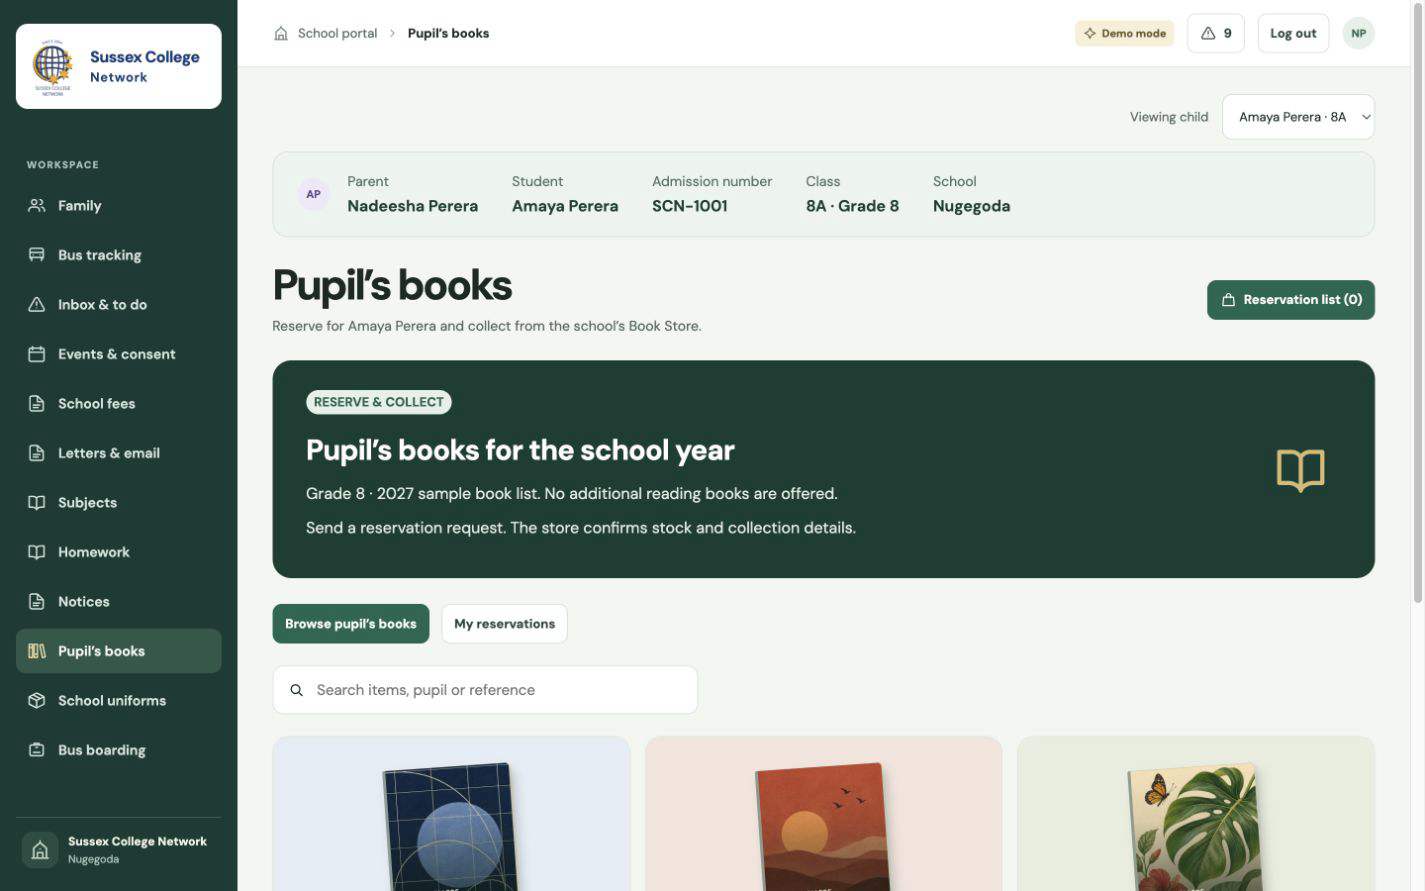 Sussex College
Network
SUSSEX COLLEGE
NETWORK
WORKSPACE
Family
Bus tracking
Inbox & to do
Events & consent
School fees
Letters & email
Subjects
Homework
Notices
Pupil's books
School uniforms
Bus boarding
Sussex College Network
Nugegoda
School portal > Pupil's books
Demo mode
9
Log out
NP
Viewing child
Amaya Perera · 8A
AP
Parent
Nadeesha Perera
Student
Amaya Perera
Admission number
SCN-1001
Class
8A · Grade 8
School
Nugegoda
Pupil's books
Reserve for Amaya Perera and collect from the school's Book Store.
Reservation list (0)
RESERVE & COLLECT
Pupil's books for the school year
Grade 8 · 2027 sample book list. No additional reading books are offered.
Send a reservation request. The store confirms stock and collection details.
Browse pupil's books
My reservations
Search items, pupil or reference